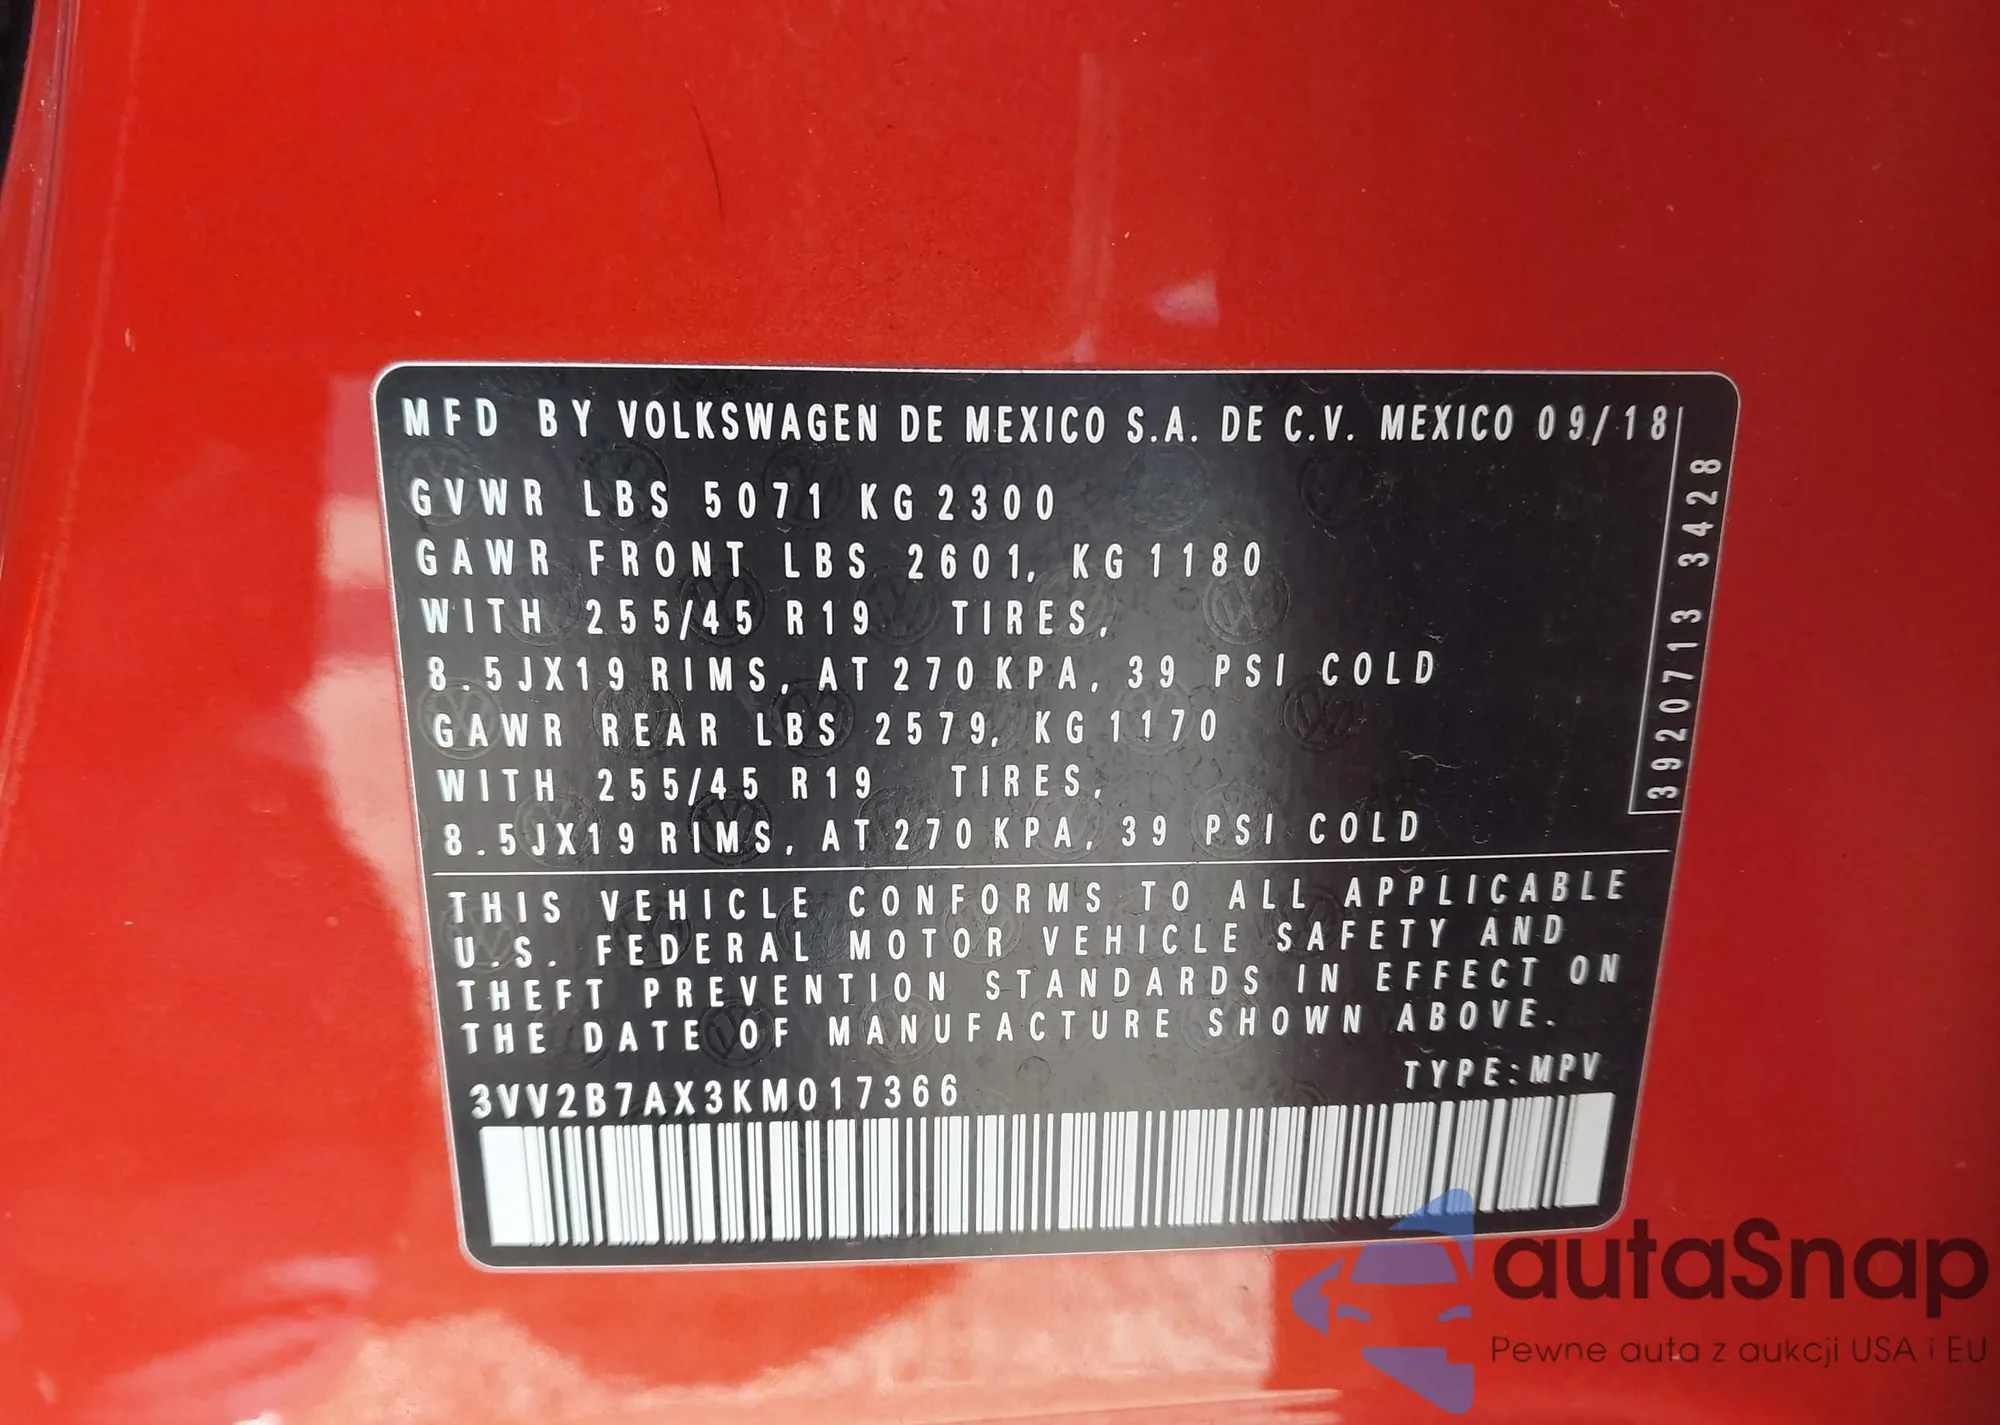 MFD BY VOLKSWAGEN DE MEXICO S.A. DE C.V. MEXICO 09/18
GVWR LBS 5071 KG 2300
GAWR FRONT LBS 2601, KG 1180
WITH 255/45 R19 TIRES,
8.5JX19 RIMS, AT 270 KPA, 39 PSI COLD
GAWR REAR LBS 2579, KG 1170
WITH 255/45 R19 TIRES,
8.5JX19 RIMS, AT 270 KPA, 39 PSI COLD
3920713 3428
THIS VEHICLE CONFORMS TO ALL APPLICABLE
U.S. FEDERAL MOTOR VEHICLE SAFETY AND
THEFT PREVENTION STANDARDS IN EFFECT ON
THE DATE OF MANUFACTURE SHOWN ABOVE.
TYPE:MPV
3VV2B7AX3KM017366
autaSnap
Pewne auta z aukcji USA i EU